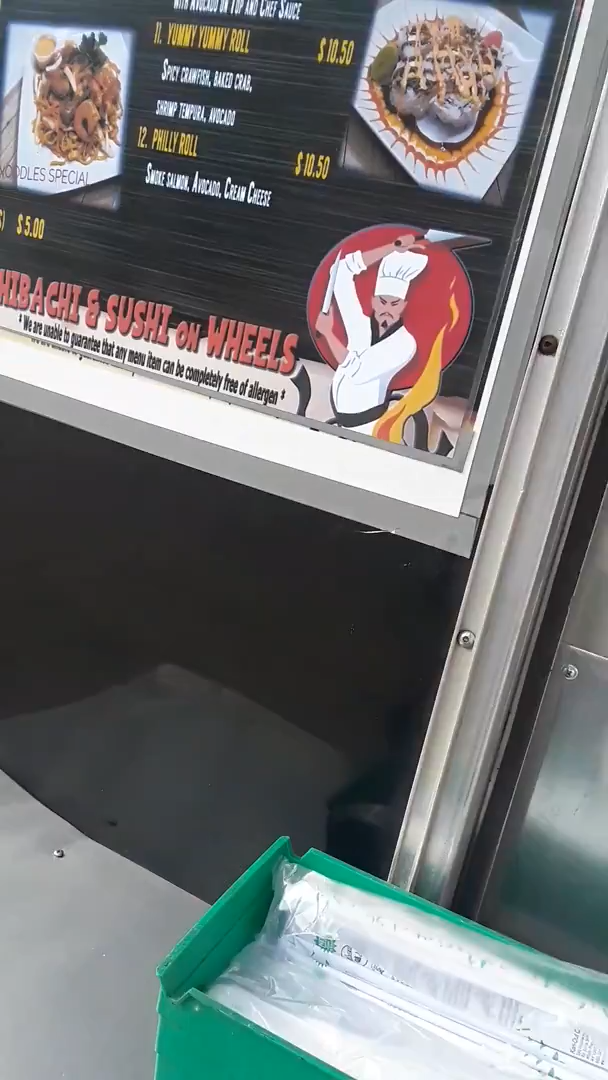 WITH AVOCADO ON TOP AND CHEF SAUCE
11. YUMMY YUMMY ROLL $10.50
SPICY CRAWFISH, BAKED CRAB,
SHRIMP TEMPURA, AVOCADO
12. PHILLY ROLL $10.50
SMOKE SALMON, AVOCADO, CREAM CHEESE
NOODLES SPECIAL
$5.00
HIBACHI & SUSHI ON WHEELS
* We are unable to guarantee that any menu item can be completely free of allergen *